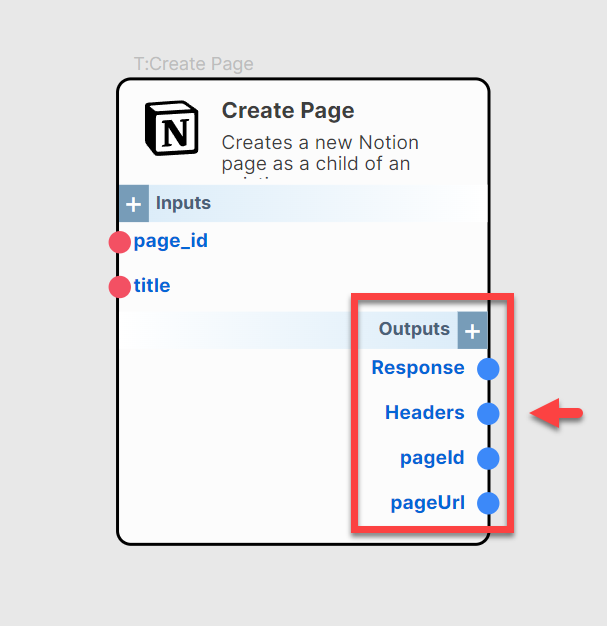 T:Create Page
N
Create Page
Creates a new Notion
page as a child of an
+ Inputs
page_id
title
Outputs +
Response
Headers
pageId
pageUrl